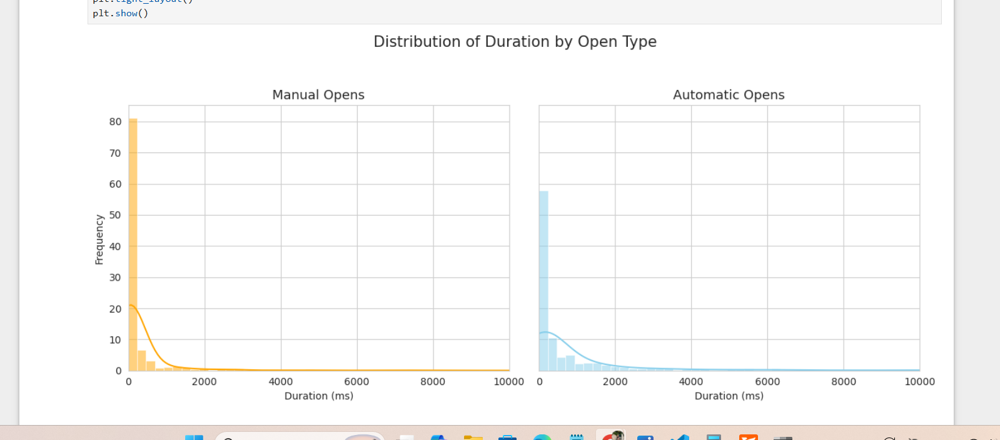 plt.tight_layout()
plt.show()
Distribution of Duration by Open Type
Manual Opens
Automatic Opens
Frequency
80
70
60
50
40
30
20
10
0
0 2000 4000 6000 8000 10000
0 2000 4000 6000 8000 10000
Duration (ms)
Duration (ms)